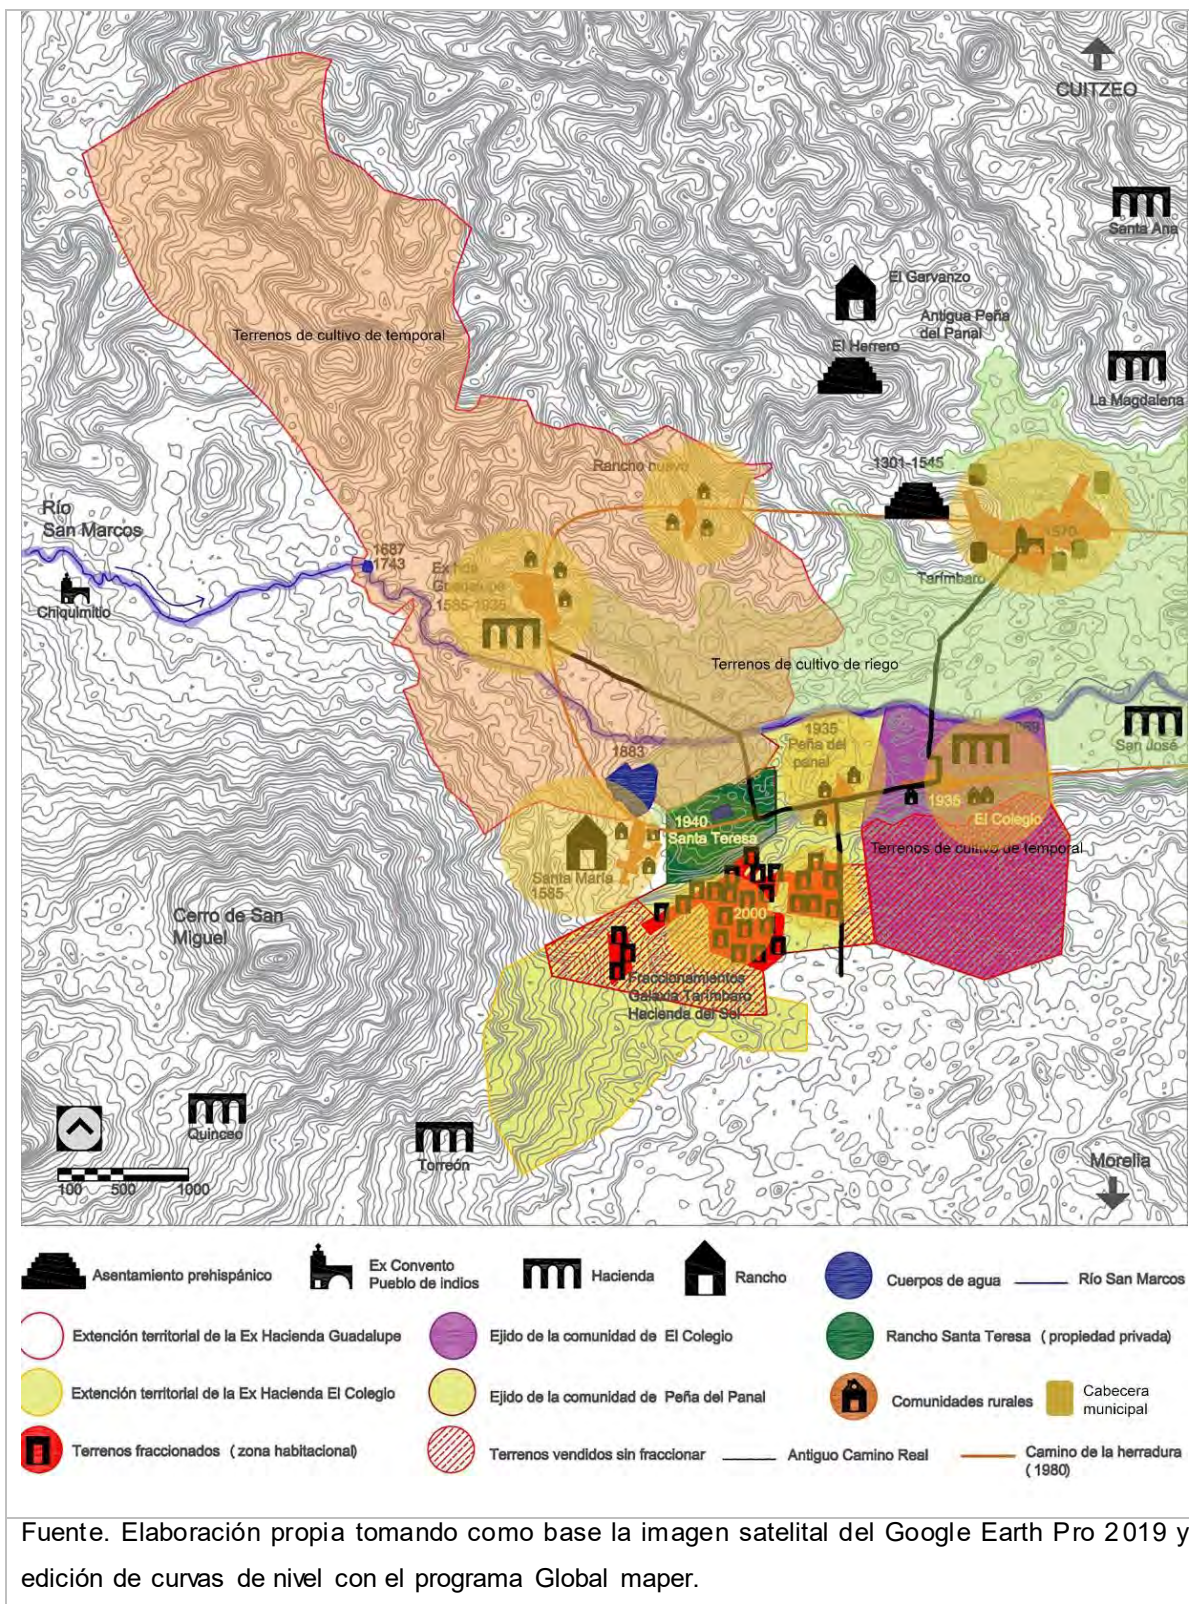 CUITZEO
Santa Ana
El Garvanzo
Antigua Peña
del Panal
El Herrero
Terrenos de cultivo de temporal
La Magdalena
Rancho nuevo
1301-1545
Río
San Marcos
1687
1743
Ex Hda
Guadalupe
1585-1935
1570
Tarímbaro
Chiquimitio
Terrenos de cultivo de riego
1935
Peña del
panal
San José
1883
1935
El Colegio
1940
Santa Teresa
Terrenos de cultivo de temporal
Santa María
1585
2000
Cerro de San
Miguel
Fraccionamientos
Galaxia Tarímbaro
Hacienda del Sol
Quinceo
Torreón
Morelia
100 500 1000
Asentamiento prehispánico
Ex Convento
Pueblo de indios
Hacienda
Rancho
Cuerpos de agua
Río San Marcos
Extención territorial de la Ex Hacienda Guadalupe
Ejido de la comunidad de El Colegio
Rancho Santa Teresa (propiedad privada)
Extención territorial de la Ex Hacienda El Colegio
Ejido de la comunidad de Peña del Panal
Comunidades rurales
Cabecera
municipal
Terrenos fraccionados (zona habitacional)
Terrenos vendidos sin fraccionar
Antiguo Camino Real
Camino de la herradura
(1980)
Fuente. Elaboración propia tomando como base la imagen satelital del Google Earth Pro 2019 y
edición de curvas de nivel con el programa Global maper.